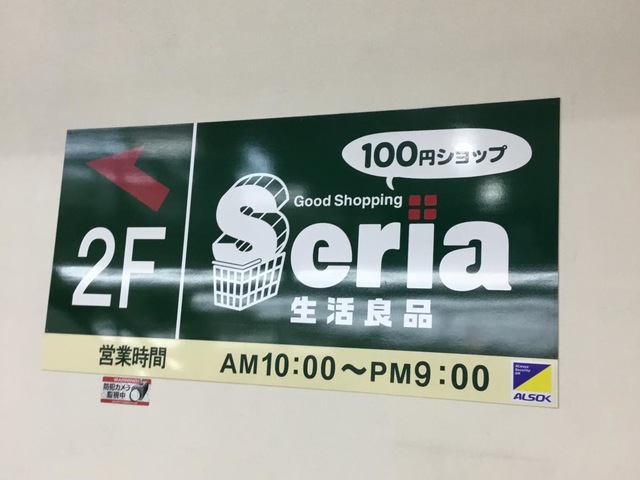 100円ショップ
Good Shopping
Seria
生活良品
2F
営業時間 AM10:00～PM9:00
ALSOK
防犯カメラ
監視中